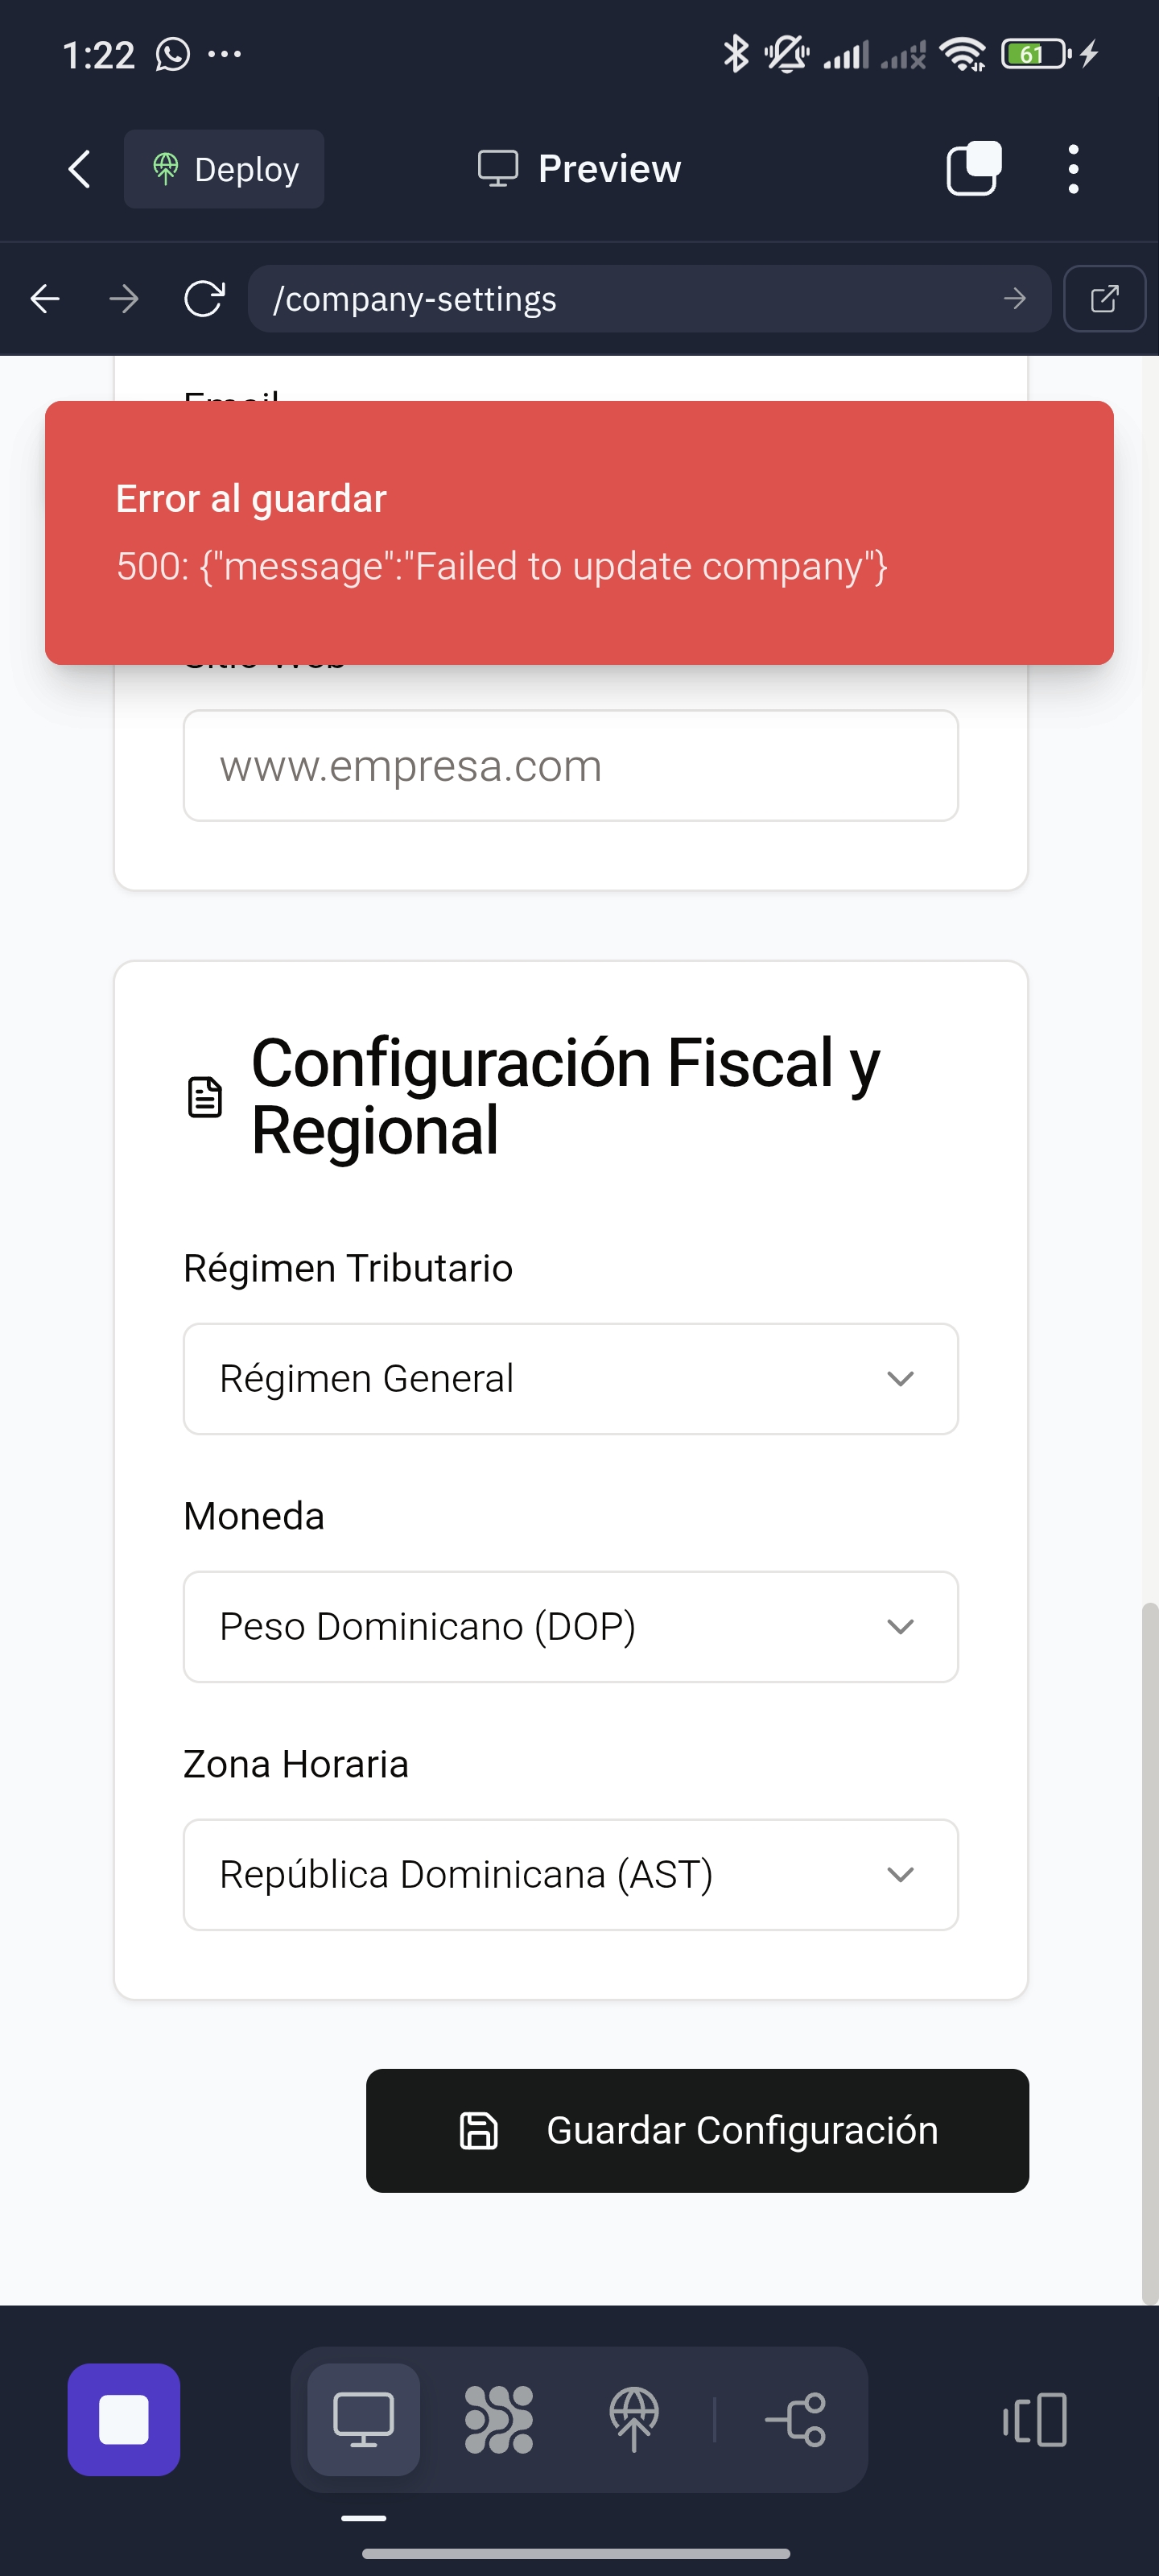 1:22
61
Deploy
Preview
/company-settings
Email
Error al guardar
500: {"message":"Failed to update company"}
Sitio Web
www.empresa.com
Configuración Fiscal y
Regional
Régimen Tributario
Régimen General
Moneda
Peso Dominicano (DOP)
Zona Horaria
República Dominicana (AST)
Guardar Configuración